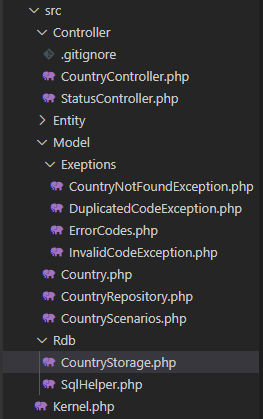 src
Controller
.gitignore
CountryController.php
StatusController.php
Entity
Model
Exeptions
CountryNotFoundException.php
DuplicatedCodeException.php
ErrorCodes.php
InvalidCodeException.php
Country.php
CountryRepository.php
CountryScenarios.php
Rdb
CountryStorage.php
SqlHelper.php
Kernel.php